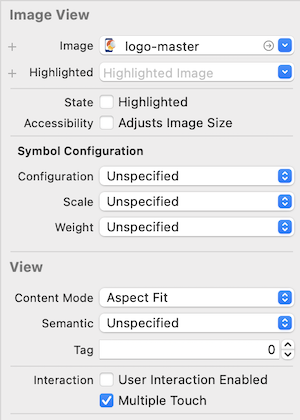 Image View
+ Image logo-master
+ Highlighted Highlighted Image
State Highlighted
Accessibility Adjusts Image Size
Symbol Configuration
Configuration Unspecified
Scale Unspecified
Weight Unspecified
View
Content Mode Aspect Fit
Semantic Unspecified
Tag 0
Interaction User Interaction Enabled
Multiple Touch